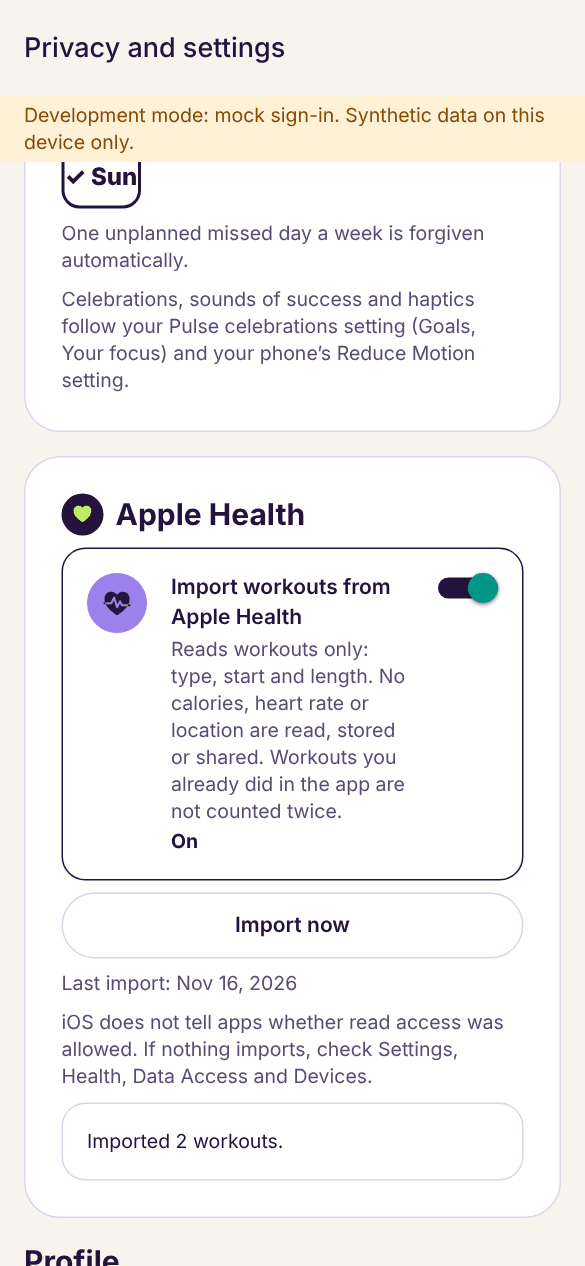 Privacy and settings
Development mode: mock sign-in. Synthetic data on this
device only.
Sun
One unplanned missed day a week is forgiven
automatically.
Celebrations, sounds of success and haptics
follow your Pulse celebrations setting (Goals,
Your focus) and your phone’s Reduce Motion
setting.
Apple Health
Import workouts from
Apple Health
Reads workouts only:
type, start and length. No
calories, heart rate or
location are read, stored
or shared. Workouts you
already did in the app are
not counted twice.
On
Import now
Last import: Nov 16, 2026
iOS does not tell apps whether read access was
allowed. If nothing imports, check Settings,
Health, Data Access and Devices.
Imported 2 workouts.
Profile